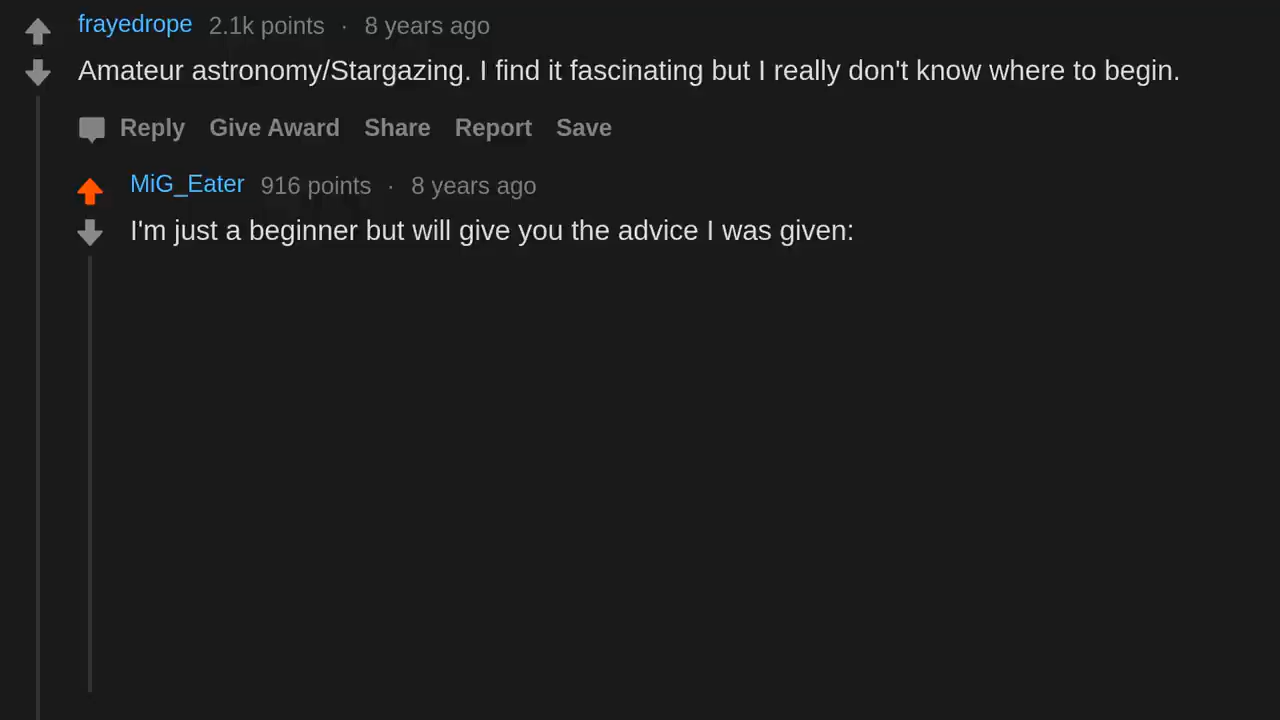 frayedrope 2.1k points · 8 years ago
Amateur astronomy/Stargazing. I find it fascinating but I really don't know where to begin.
Reply Give Award Share Report Save
MiG_Eater 916 points · 8 years ago
I'm just a beginner but will give you the advice I was given: